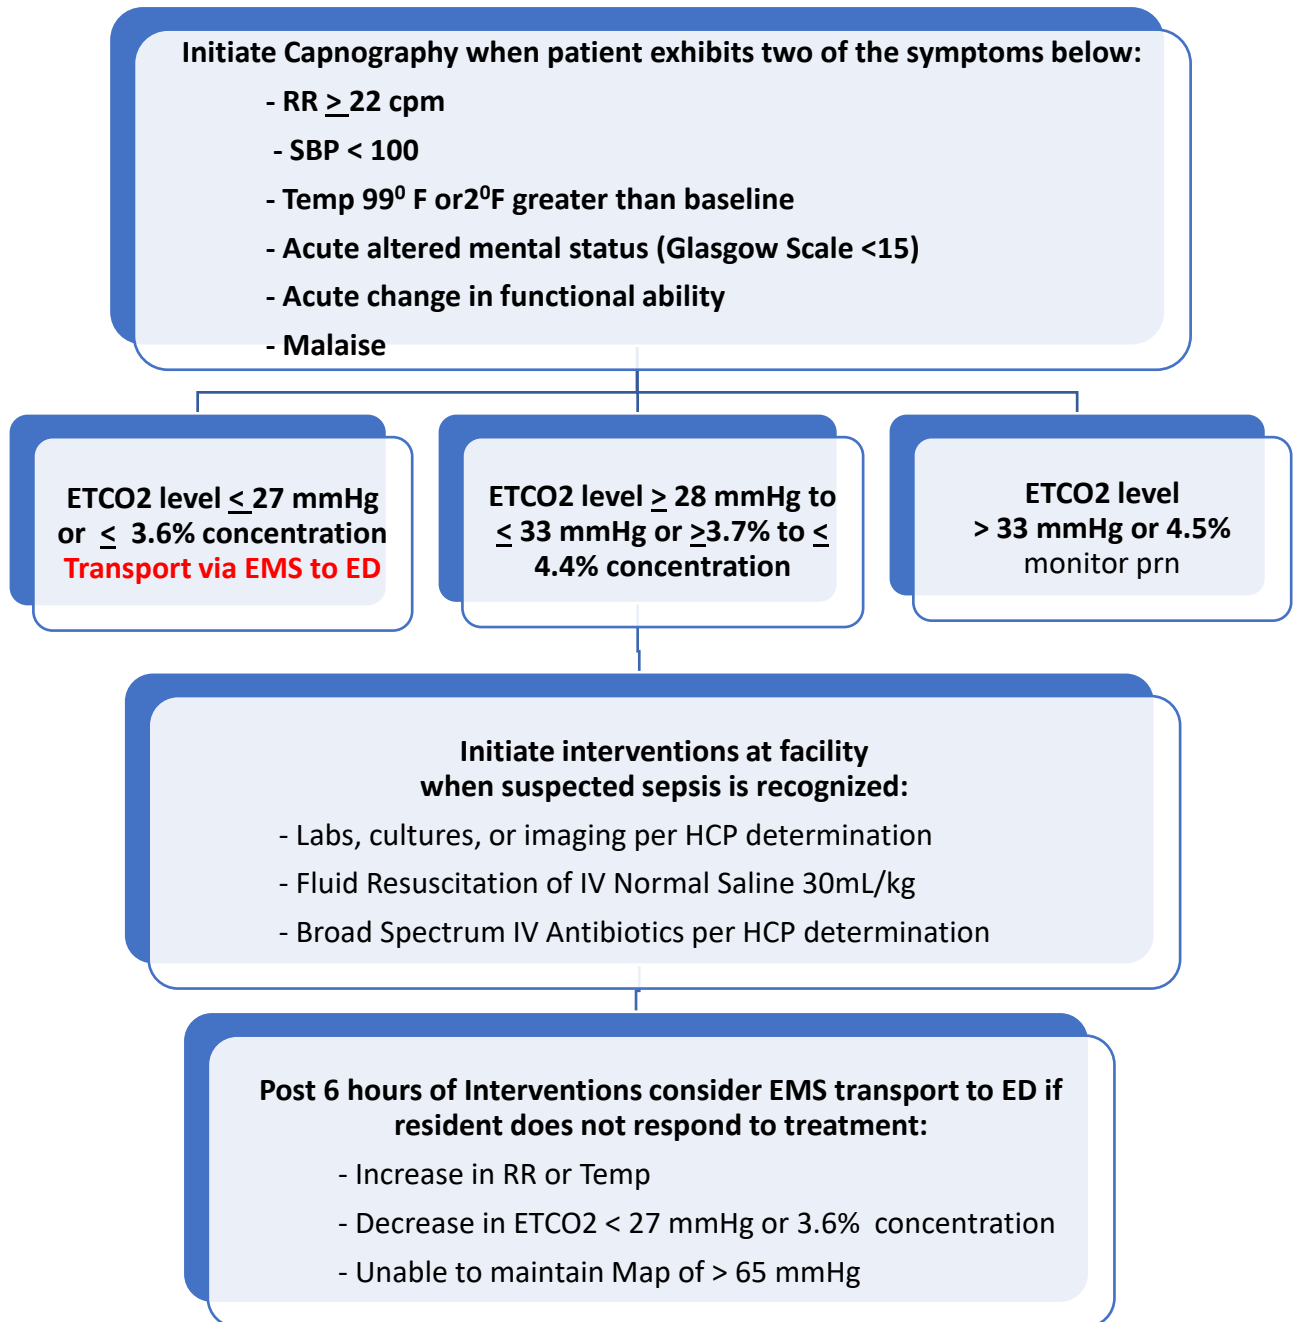 Initiate Capnography when patient exhibits two of the symptoms below:
- RR > 22 cpm
- SBP < 100
- Temp 99⁰ F or2⁰F greater than baseline
- Acute altered mental status (Glasgow Scale <15)
- Acute change in functional ability
- Malaise
ETCO2 level < 27 mmHg
or < 3.6% concentration
Transport via EMS to ED
ETCO2 level > 28 mmHg to
< 33 mmHg or >3.7% to <
4.4% concentration
ETCO2 level
> 33 mmHg or 4.5%
monitor prn
Initiate interventions at facility
when suspected sepsis is recognized:
- Labs, cultures, or imaging per HCP determination
- Fluid Resuscitation of IV Normal Saline 30mL/kg
- Broad Spectrum IV Antibiotics per HCP determination
Post 6 hours of Interventions consider EMS transport to ED if
resident does not respond to treatment:
- Increase in RR or Temp
- Decrease in ETCO2 < 27 mmHg or 3.6% concentration
- Unable to maintain Map of > 65 mmHg